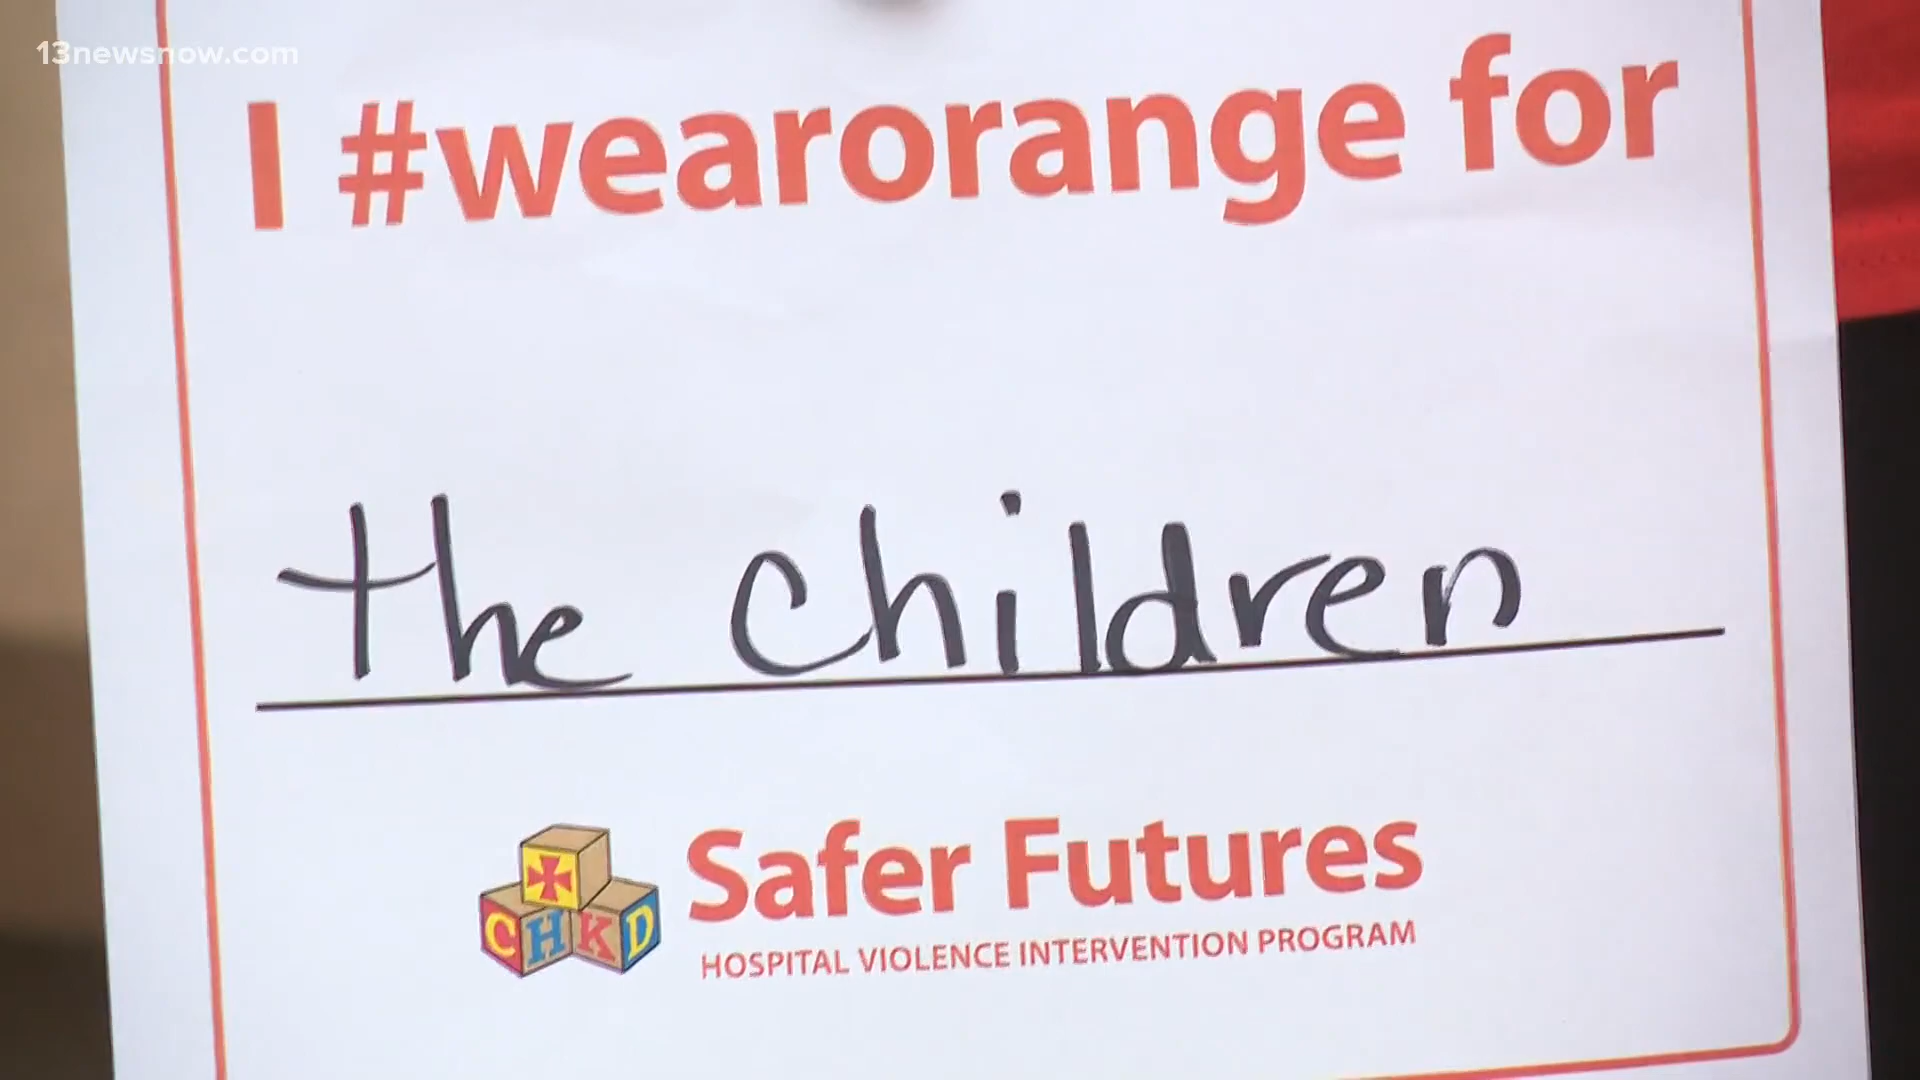 13newsnow.com
I #wearorange for
the children
CHKD
Safer Futures
HOSPITAL VIOLENCE INTERVENTION PROGRAM